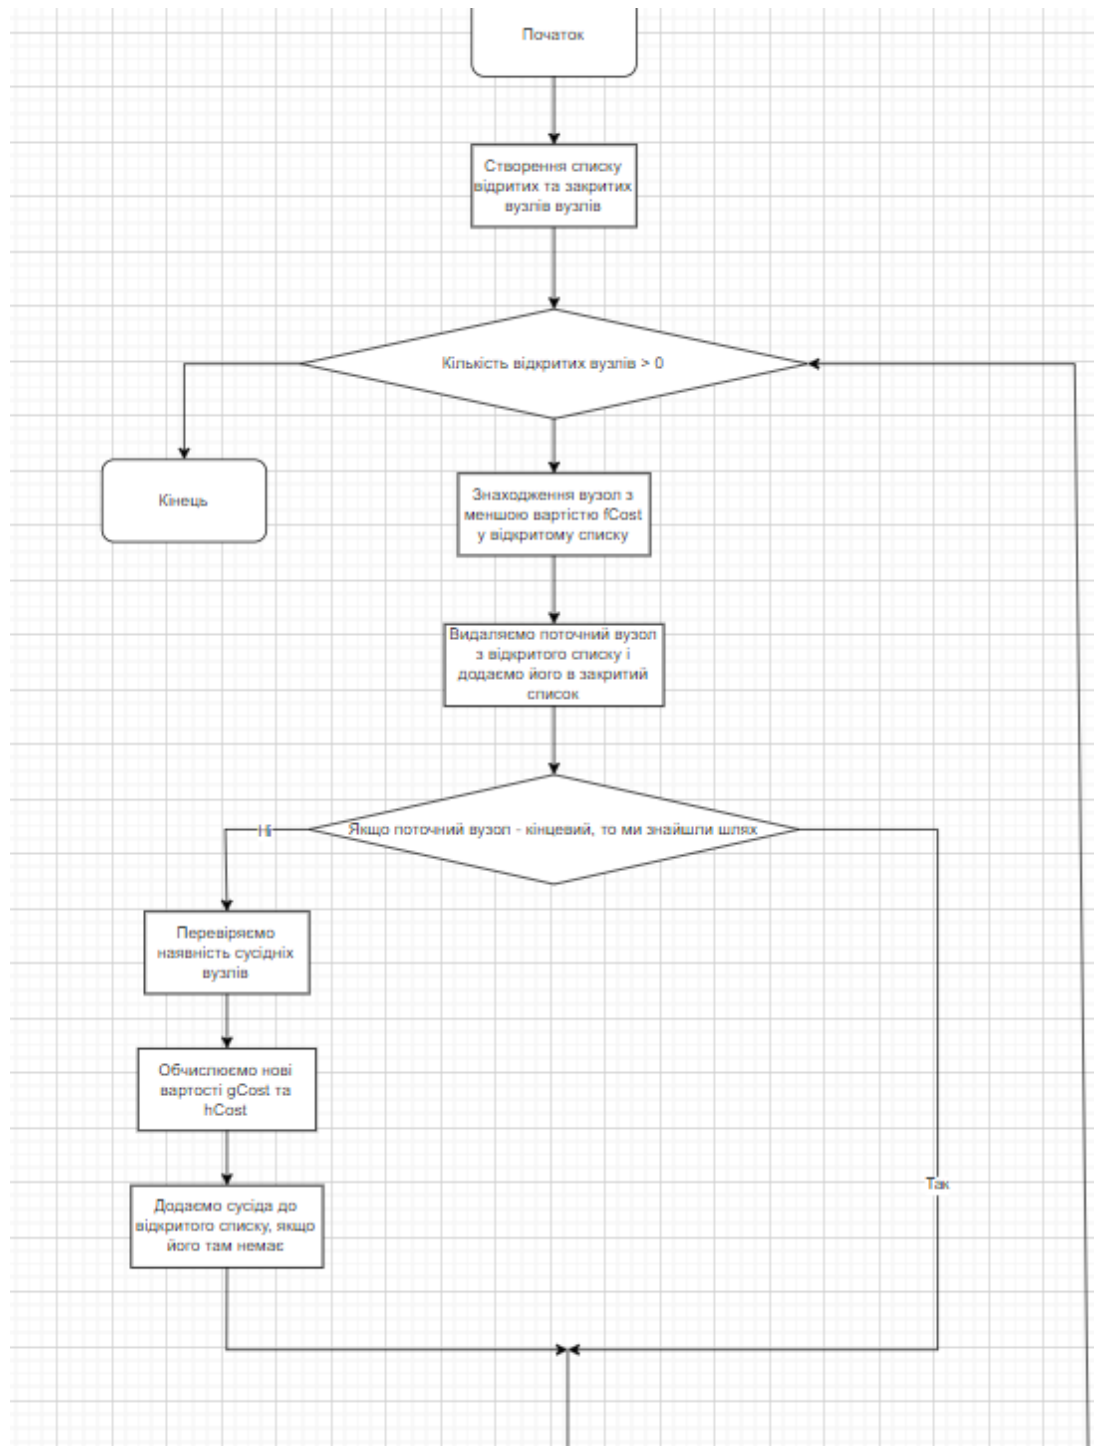 Початок
Створення списку
відритих та закритих
вузлів вузлів
Кількість відкритих вузлів > 0
Кінець
Знаходження вузол з
меншою вартістю fCost
у відкритому списку
Видаляємо поточний вузол
з відкритого списку і
додаємо його в закритий
список
Якщо поточний вузол - кінцевий, то ми знайшли шлях
Ні
Перевіряємо
наявність сусідніх
вузлів
Обчислюємо нові
вартості gCost та
hCost
Так
Додаємо сусіда до
відкритого списку, якщо
його там немає